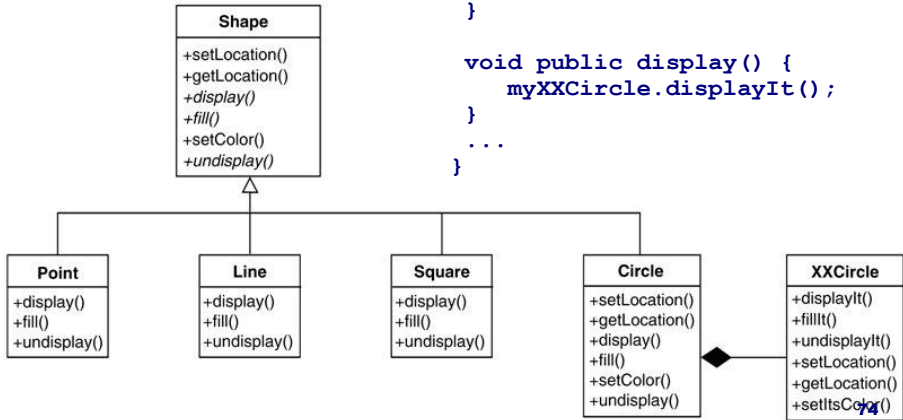 }
void public display() {
myXXCircle.displayIt();
}
...
}
Shape
+setLocation()
+getLocation()
+display()
+fill()
+setColor()
+undisplay()
Point
+display()
+fill()
+undisplay()
Line
+display()
+fill()
+undisplay()
Square
+display()
+fill()
+undisplay()
Circle
+setLocation()
+getLocation()
+display()
+fill()
+setColor()
+undisplay()
XXCircle
+displayIt()
+fillIt()
+undisplayIt()
+setLocation()
+getLocation()
+setItsColor()
74